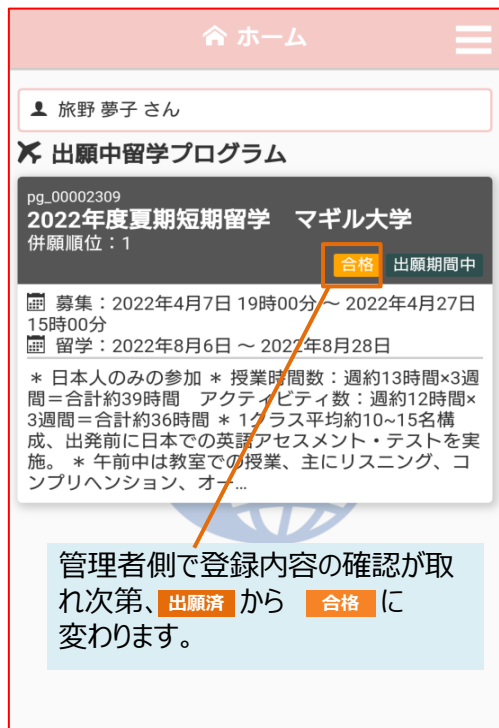 ホーム
旅野 夢子 さん
出願中留学プログラム
pg_00002309
2022年度夏期短期留学　マギル大学
併願順位：1
合格 出願期間中
募集：2022年4月7日 19時00分 ～ 2022年4月27日
15時00分
留学：2022年8月6日 ～ 2022年8月28日
＊ 日本人のみの参加 ＊ 授業時間数：週約13時間×3週
間＝合計約39時間　アクティビティ数：週約12時間×
3週間＝合計約36時間 ＊ 1クラス平均約10~15名構
成、出発前に日本での英語アセスメント・テストを実
施。 ＊ 午前中は教室での授業、主にリスニング、コ
ンプリヘンション、オー...
管理者側で登録内容の確認が取
れ次第、 出願済 から 合格 に
変わります。